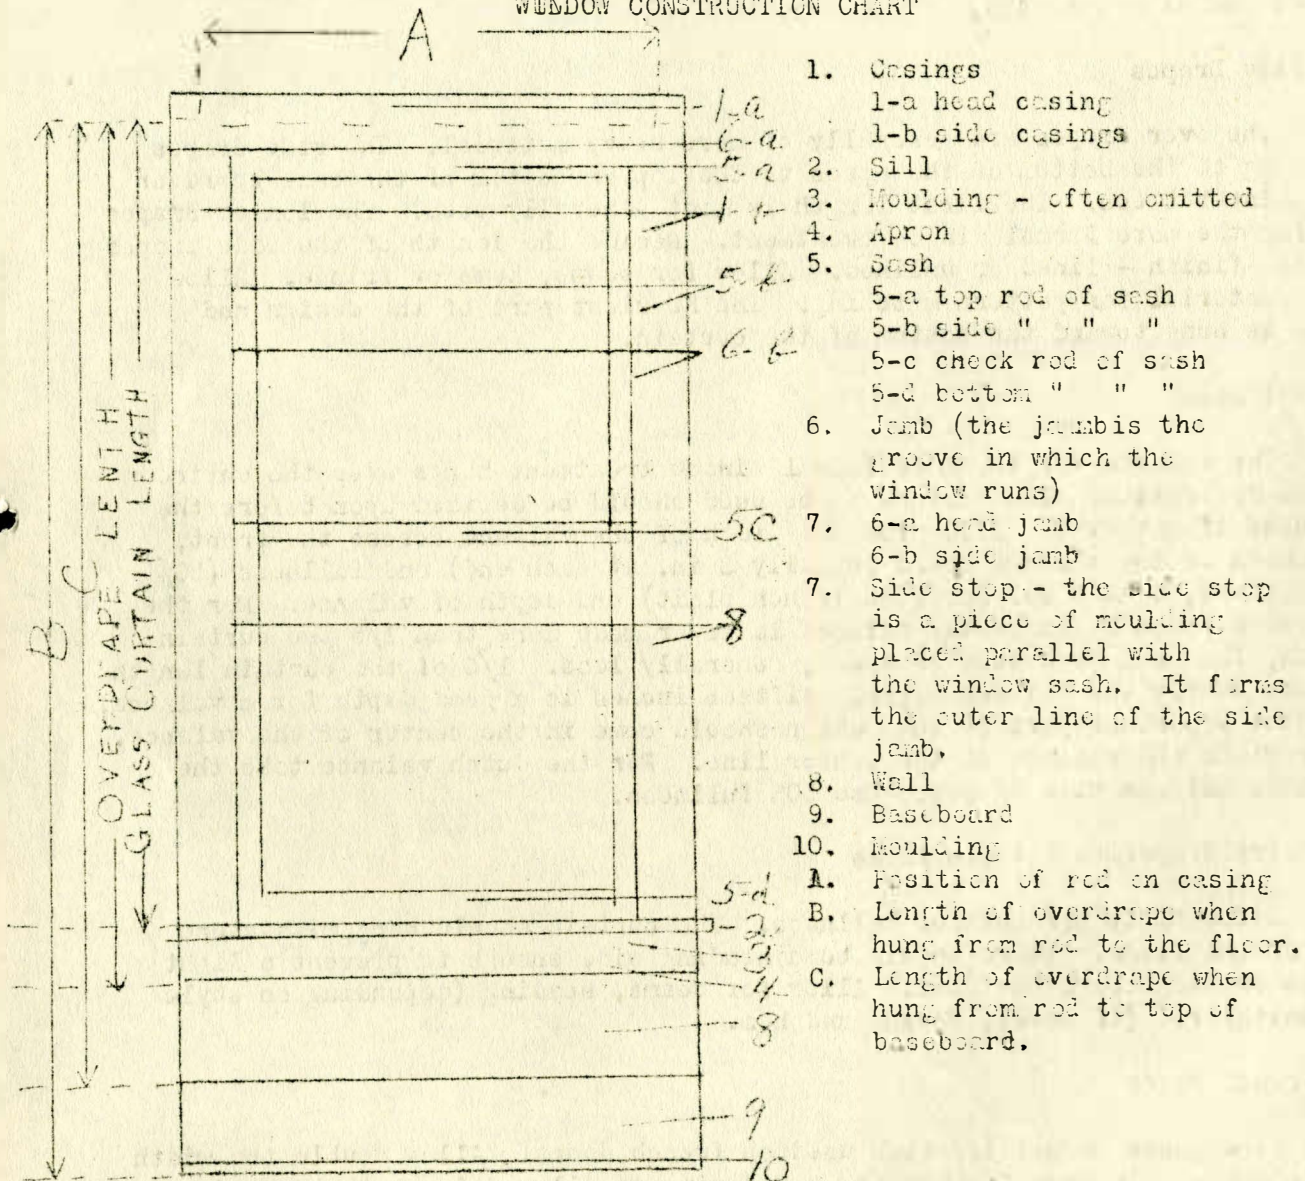 WINDOW CONSTRUCTION CHART
A
1-a
6-a
5-a
5-b
6-b
5C
8
5-d
2
3
4
8
9
10
B
C
OVERDRAPE LENTH
GLASS CURTAIN LENGTH
1. Casings
1-a head casing
1-b side casings
2. Sill
3. Moulding - often omitted
4. Apron
5. Sash
5-a top rod of sash
5-b side " " "
5-c check rod of sash
5-d bottom " " "
6. Jamb (the jambis the
groove in which the
window runs)
7. 6-a head jamb
6-b side jamb
7. Side stop - the side stop
is a piece of moulding
placed parallel with
the window sash. It forms
the outer line of the side
jamb.
8. Wall
9. Baseboard
10. Moulding
A. Position of rod on casing
B. Length of overdrape when
hung from rod to the floor.
C. Length of overdrape when
hung from rod to top of
baseboard.